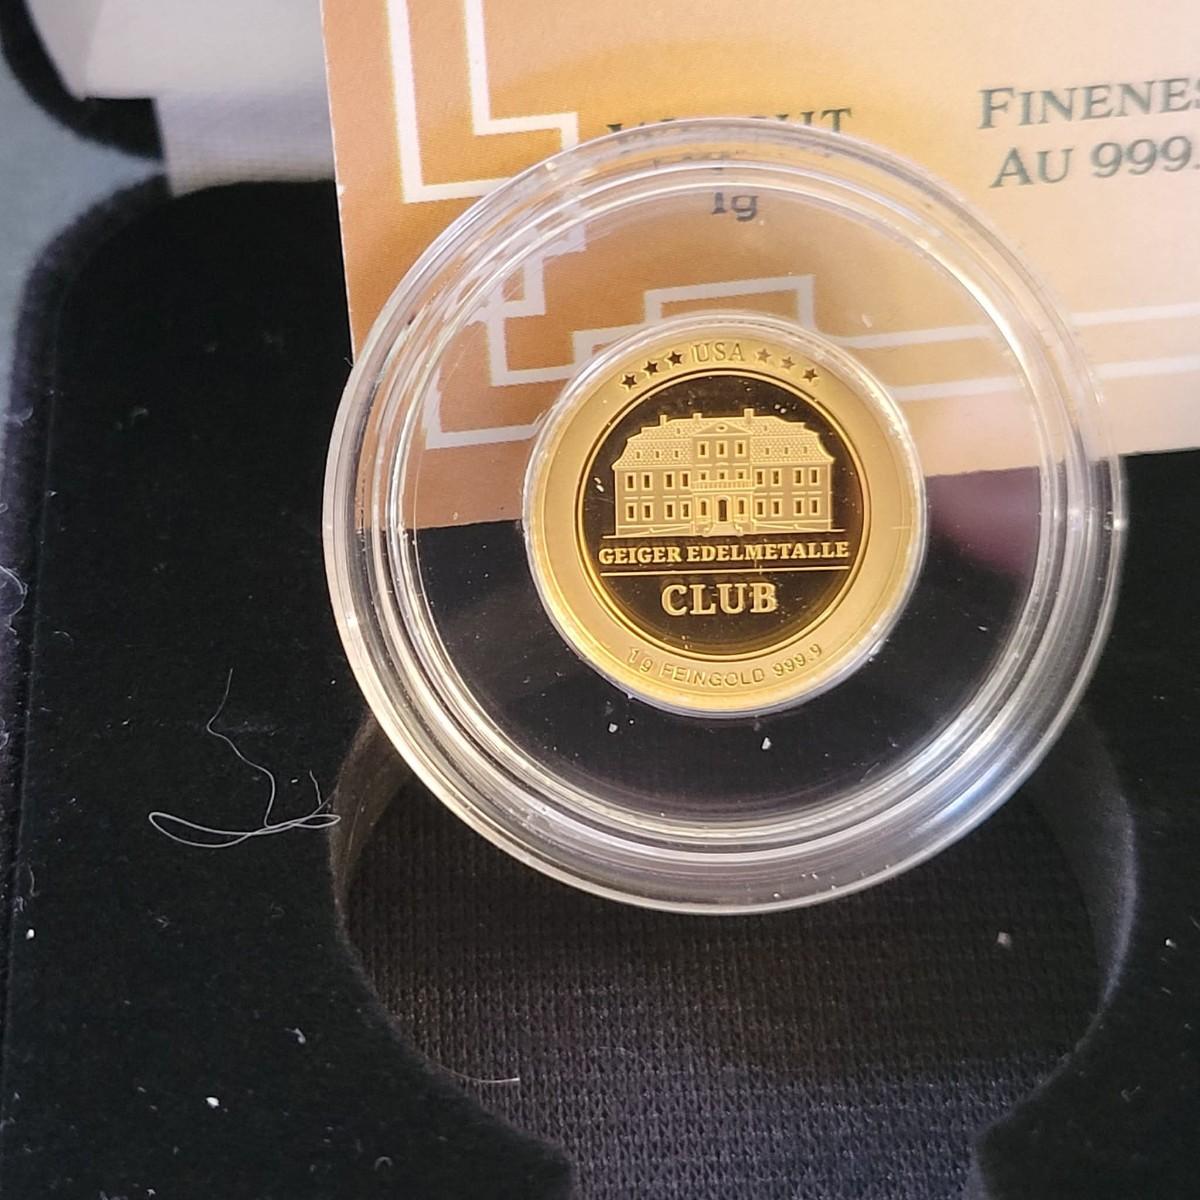 FINENES
AU 999.
1g
★★★ USA ★★★
GEIGER EDELMETALLE
CLUB
1g FEINGOLD 999.9